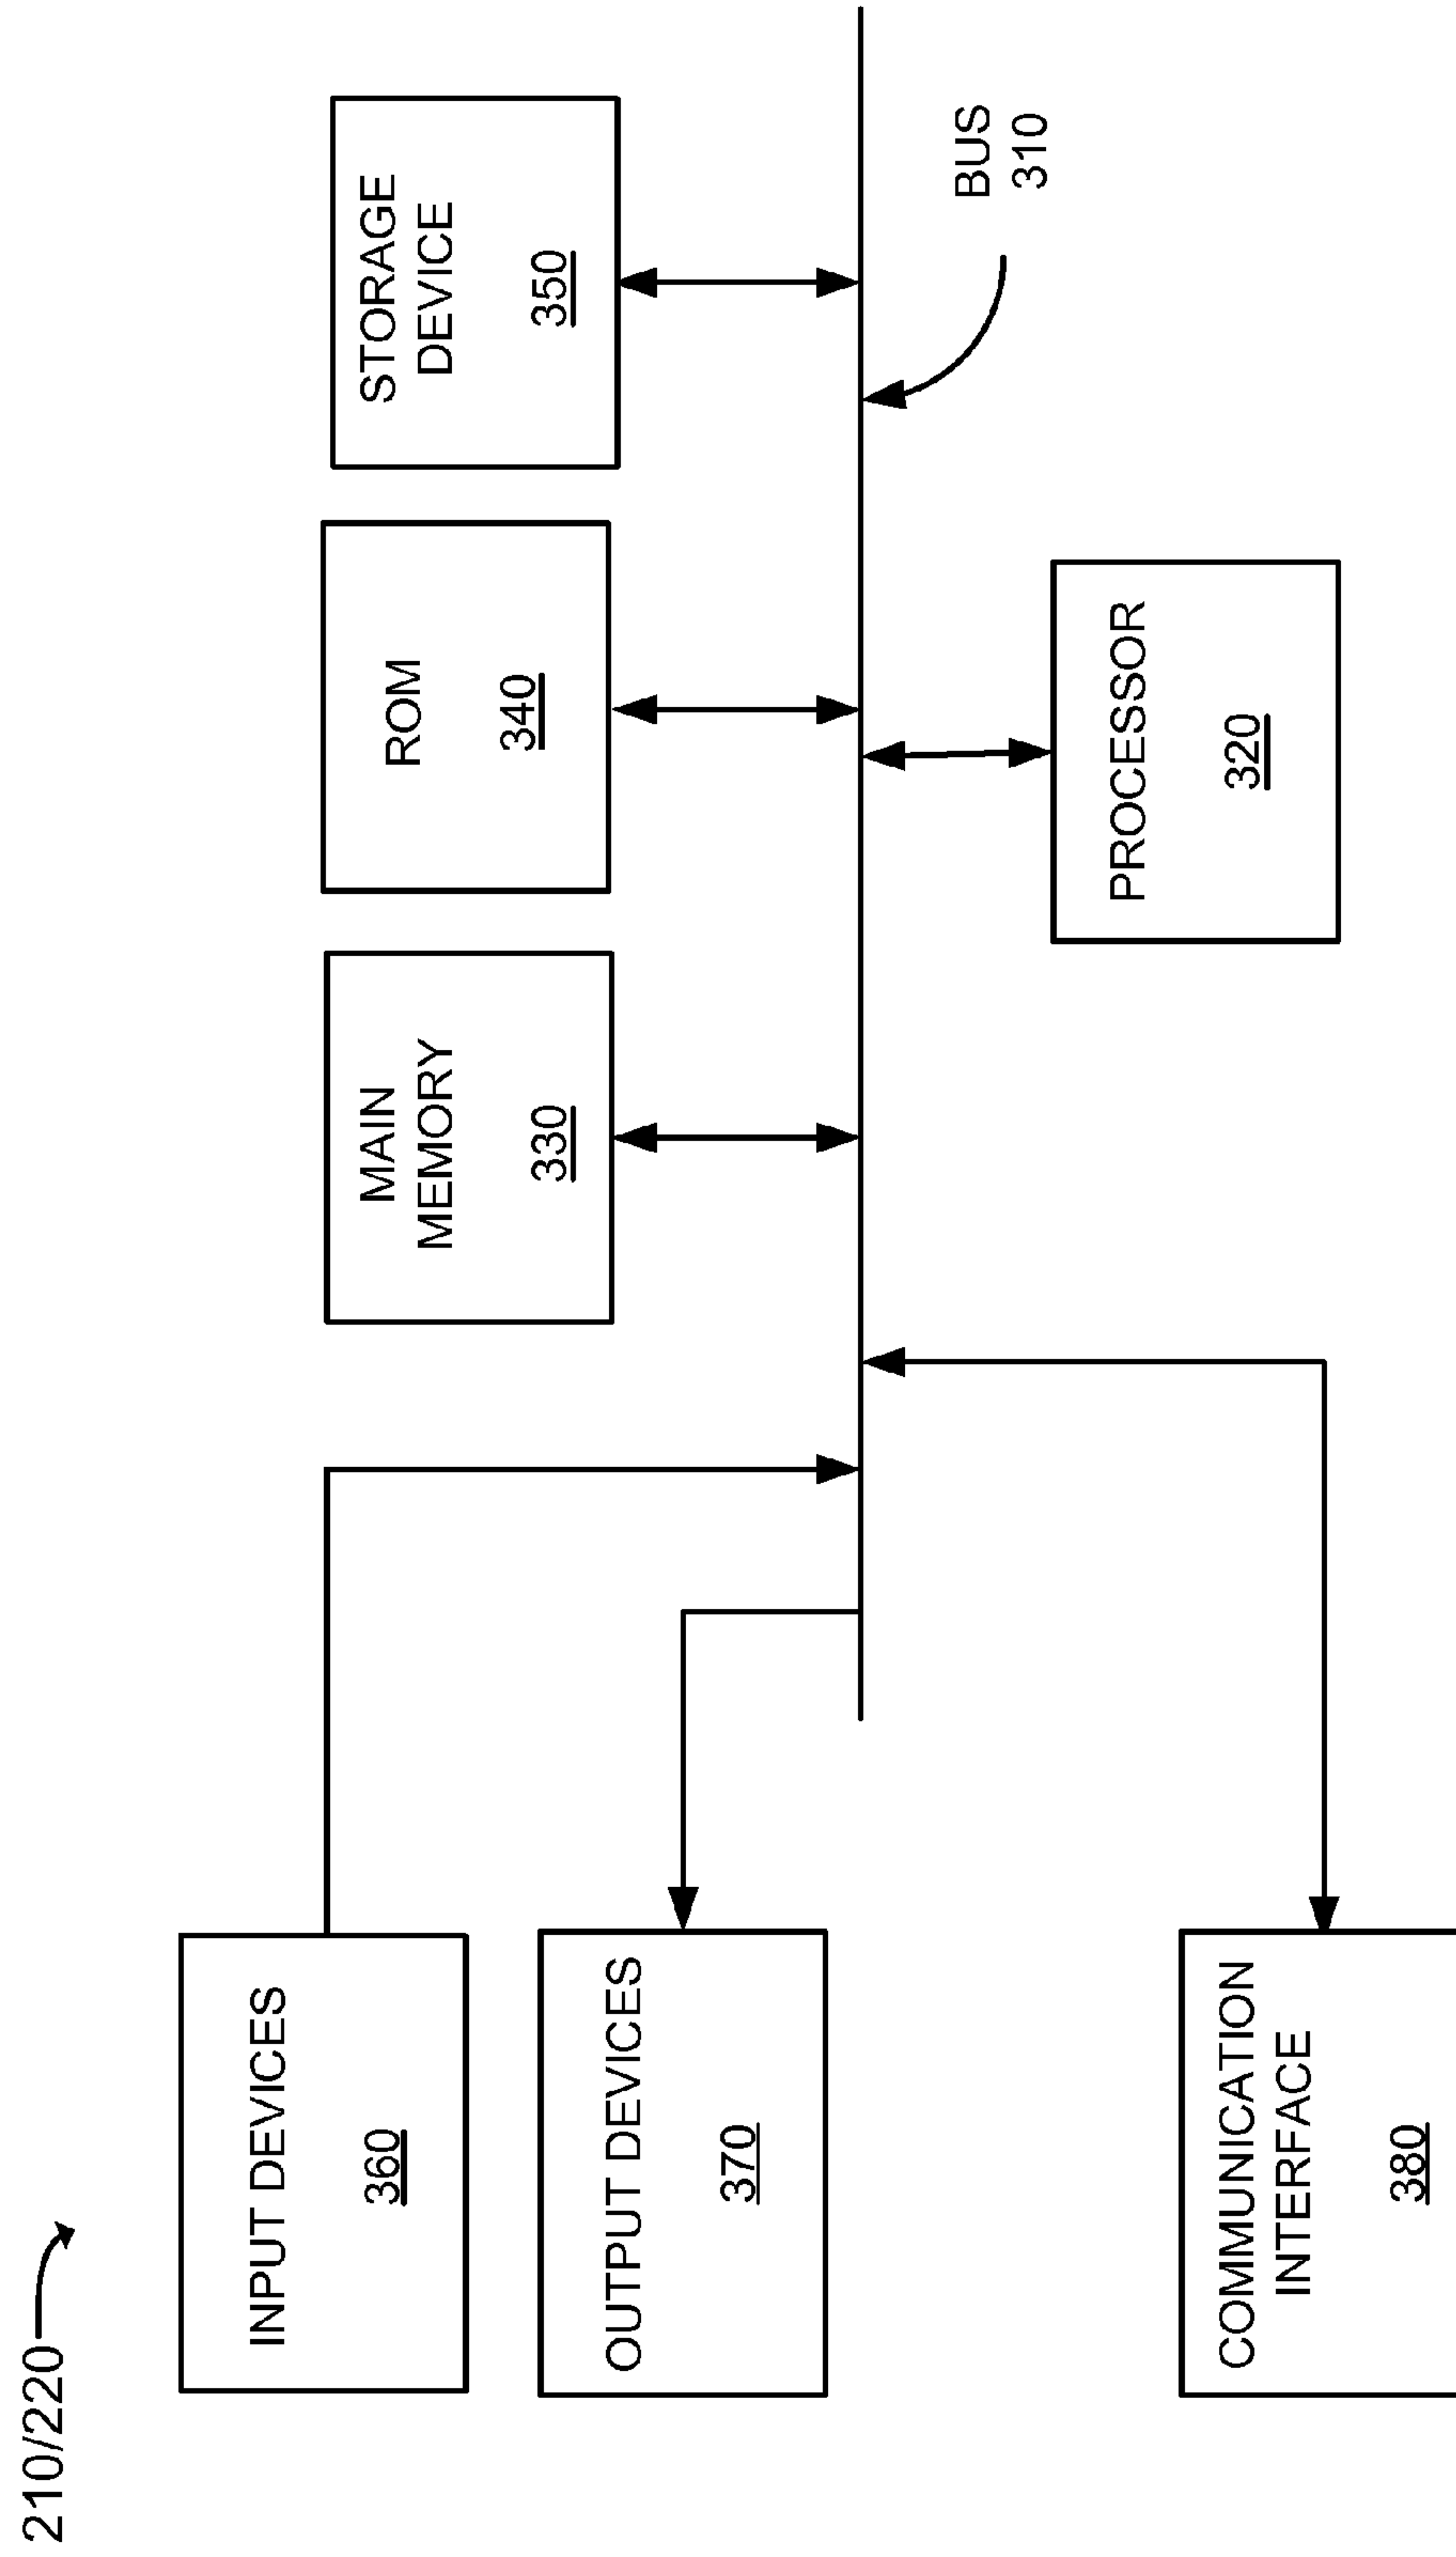 210/220
INPUT DEVICES
360
OUTPUT DEVICES
370
COMMUNICATION
INTERFACE
380
MAIN
MEMORY
330
ROM
340
STORAGE
DEVICE
350
BUS
310
PROCESSOR
320